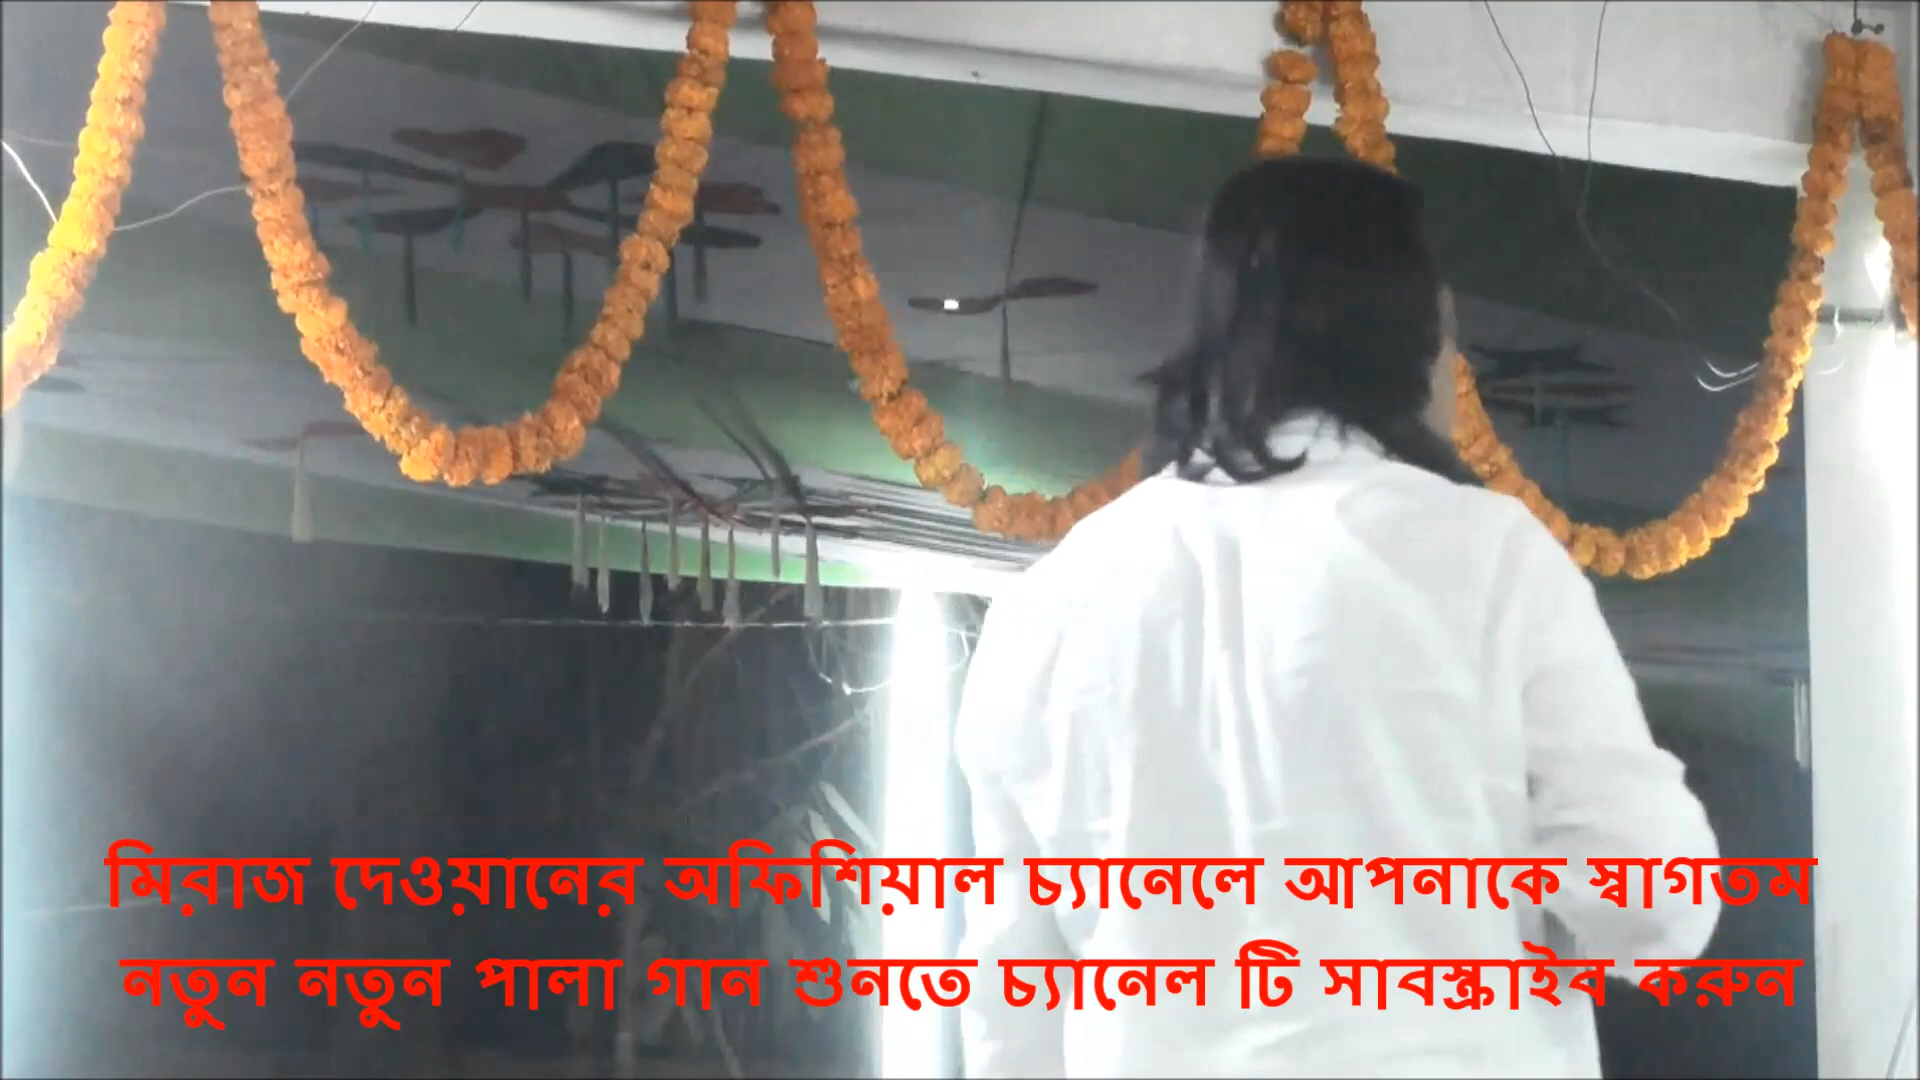 মিরাজ দেওয়ানের অফিশিয়াল চ্যানেলে আপনাকে স্বাগতম
নতুন নতুন পালা গান শুনতে চ্যানেল টি সাবস্ক্রাইব করুন